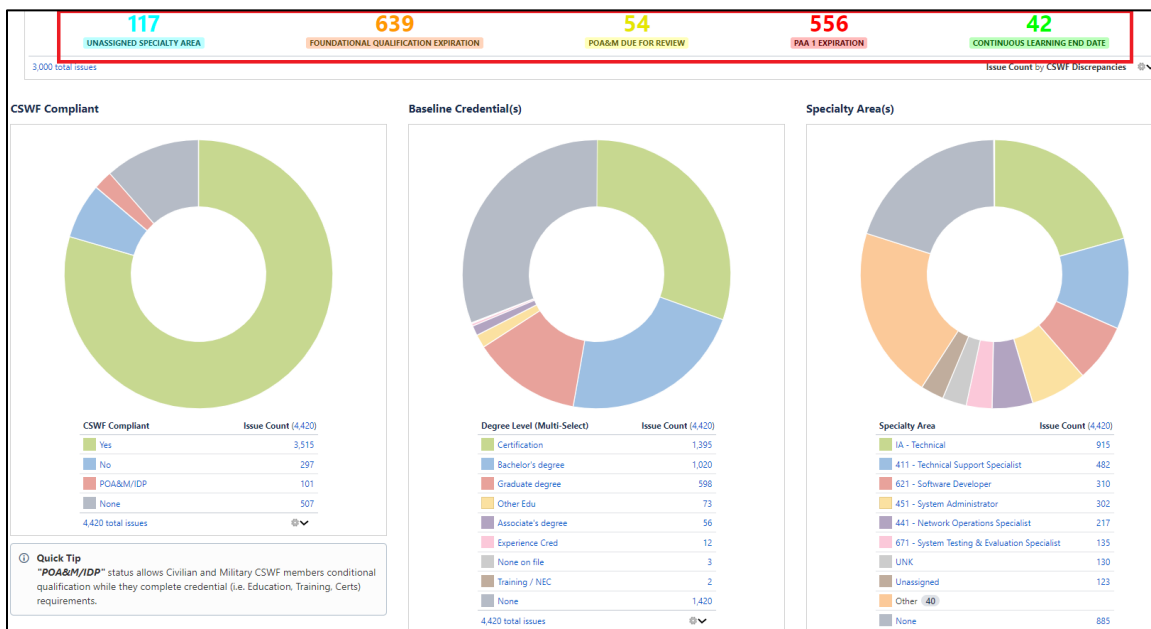 117 639 54 556 42
UNASSIGNED SPECIALTY AREA FOUNDATIONAL QUALIFICATION EXPIRATION POA&M DUE FOR REVIEW PAA 1 EXPIRATION CONTINUOUS LEARNING END DATE
3,000 total issues Issue Count by CSWF Discrepancies
CSWF Compliant
CSWF Compliant Issue Count (4,420)
Yes 3,515
No 297
POA&M/IDP 101
None 507
4,420 total issues
Quick Tip
"POA&M/IDP" status allows Civilian and Military CSWF members conditional
qualification while they complete credential (i.e. Education, Training, Certs)
requirements.
Baseline Credential(s)
Degree Level (Multi-Select) Issue Count (4,420)
Certification 1,395
Bachelor's degree 1,020
Graduate degree 598
Other Edu 73
Associate's degree 56
Experience Cred 12
None on file 3
Training / NEC 2
None 1,420
4,420 total issues
Specialty Area(s)
Specialty Area Issue Count (4,420)
IA - Technical 915
411 - Technical Support Specialist 482
621 - Software Developer 310
451 - System Administrator 302
441 - Network Operations Specialist 217
671 - System Testing & Evaluation Specialist 135
UNK 130
Unassigned 123
Other 40
None 885